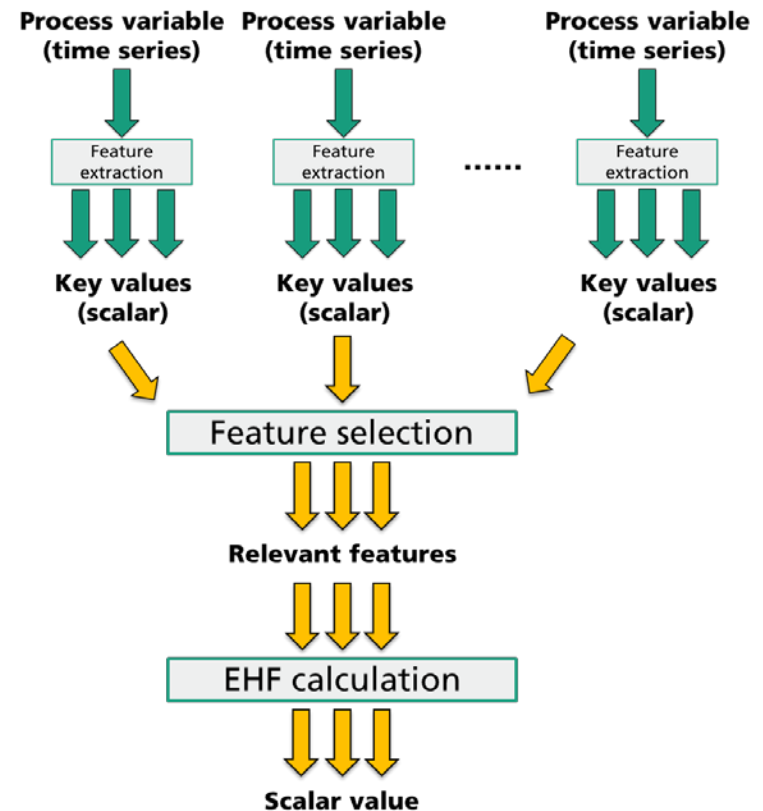 Process variable Process variable Process variable
(time series) (time series) (time series)
Feature Feature Feature
extraction extraction ...... extraction
Key values Key values Key values
(scalar) (scalar) (scalar)
Feature selection
Relevant features
EHF calculation
Scalar value